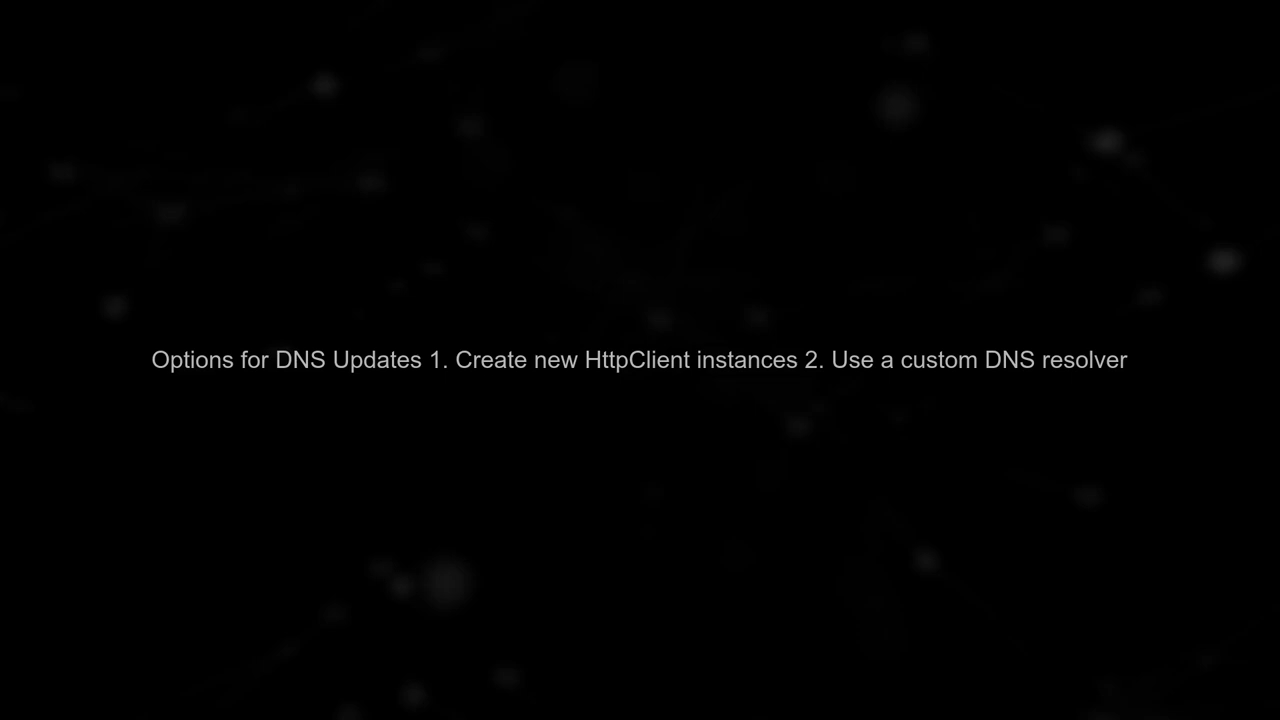 Options for DNS Updates 1. Create new HttpClient instances 2. Use a custom DNS resolver